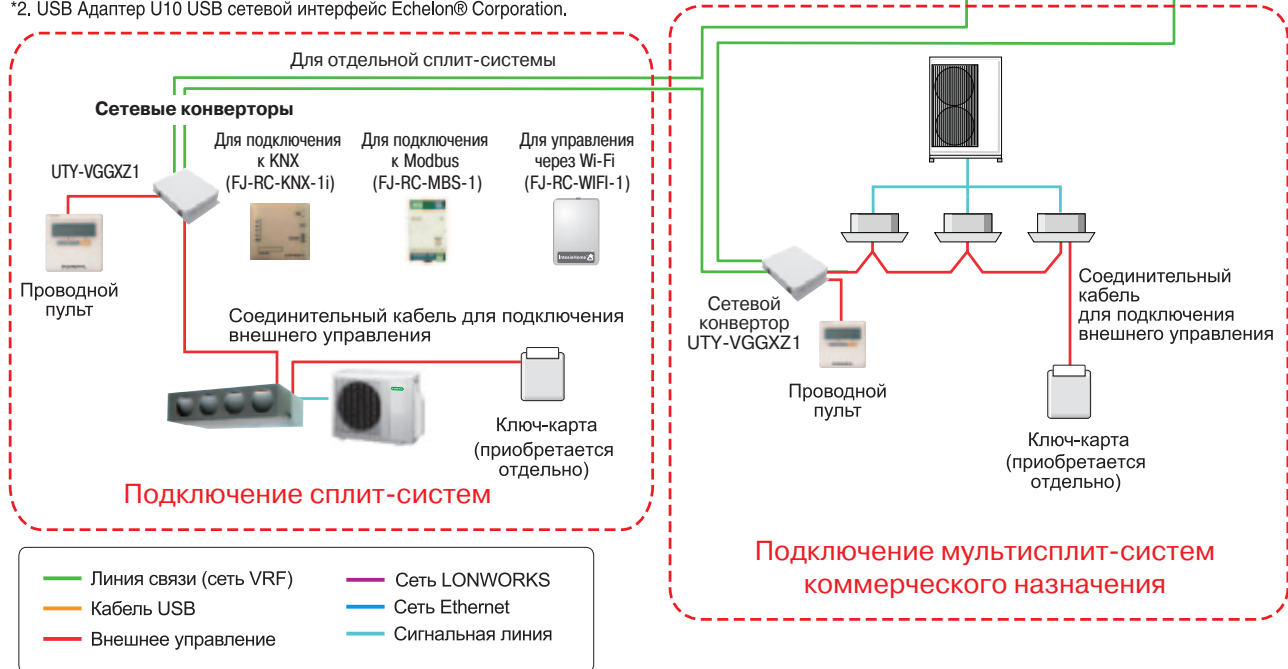 *2. USB Адаптер U10 USB сетевой интерфейс Echelon® Corporation.
Для отдельной сплит-системы
Сетевые конверторы
UTY-VGGXZ1
Для подключения
к KNX
(FJ-RC-KNX-1i)
Для подключения
к Modbus
(FJ-RC-MBS-1)
Для управления
через Wi-Fi
(FJ-RC-WIFI-1)
IntesisHome
Проводной
пульт
Соединительный кабель для подключения
внешнего управления
Ключ-карта
(приобретается
отдельно)
Подключение сплит-систем
Сетевой
конвертор
UTY-VGGXZ1
Проводной
пульт
Соединительный
кабель
для подключения
внешнего управления
Ключ-карта
(приобретается
отдельно)
Подключение мультисплит-систем
коммерческого назначения
Линия связи (сеть VRF)
Кабель USB
Внешнее управление
Сеть LONWORKS
Сеть Ethernet
Сигнальная линия